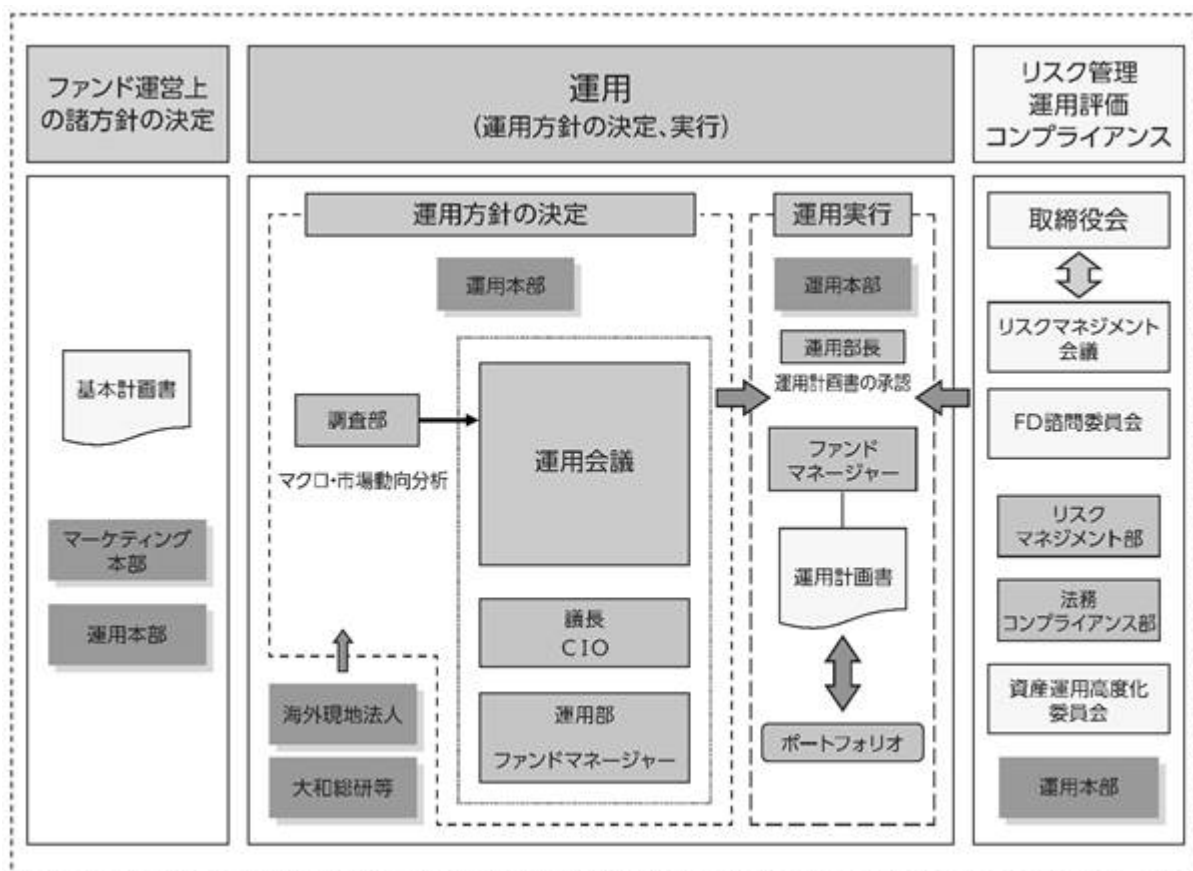 ファンド運営上
の諸方針の決定
運用
(運用方針の決定、実行)
リスク管理
運用評価
コンプライアンス
基本計画書
マーケティング
本部
運用本部
運用方針の決定
運用本部
調査部
マクロ・市場動向分析
運用会議
議長
CIO
運用部
ファンドマネージャー
海外現地法人
大和総研等
運用実行
運用本部
運用部長
運用計画書の承認
ファンド
マネージャー
運用計画書
ポートフォリオ
取締役会
リスクマネジメント
会議
FD諮問委員会
リスク
マネジメント部
法務
コンプライアンス部
資産運用高度化
委員会
運用本部